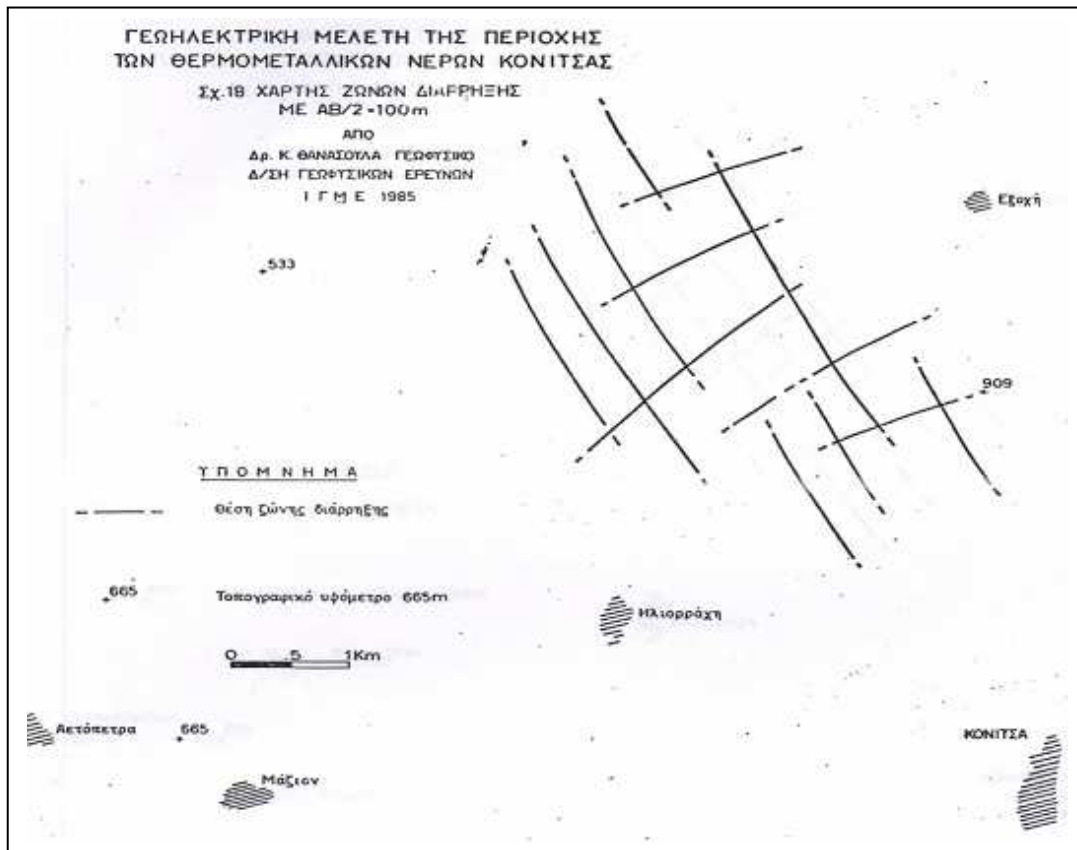 ΓΕΩΗΛΕΚΤΡΙΚΗ ΜΕΛΕΤΗ ΤΗΣ ΠΕΡΙΟΧΗΣ
ΤΩΝ ΘΕΡΜΟΜΕΤΑΛΛΙΚΩΝ ΝΕΡΩΝ ΚΟΝΙΤΣΑΣ
Σχ.18 ΧΑΡΤΗΣ ΖΩΝΩΝ ΔΙΑΡΡΗΞΗΣ
ΜΕ ΑΒ/2=100m
ΑΠΟ
Δρ. Κ. ΘΑΝΑΣΟΥΛΑ ΓΕΩΦΥΣΙΚΟ
Δ/ΣΗ ΓΕΩΦΥΣΙΚΩΝ ΕΡΕΥΝΩΝ
Ι Γ Μ Ε 1985
Εξοχή
533
909
ΥΠΟΜΝΗΜΑ
Θέση ζώνης διάρρηξης
665
Τοπογραφικό υψόμετρο 665m
Ηλιορράχη
0 .5 1Km
Αετόπετρα
665
ΚΟΝΙΤΣΑ
Μάζιον